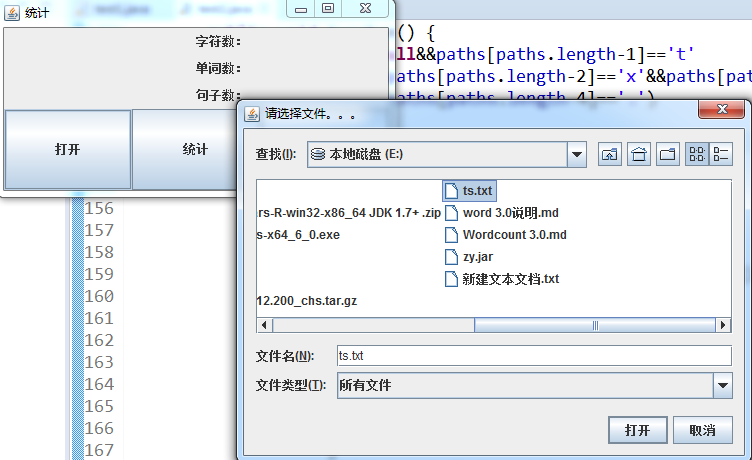 统计
字符数：
单词数：
句子数：
打开
统计
() {
ll&&paths[paths.length-1]=='t'
paths[paths.length-2]=='x'&&paths[pa
请选择文件。。。
查找(I):
本地磁盘 (E:)
ts.txt
rs-R-win32-x86_64 JDK 1.7+ .zip
word 3.0说明.md
s-x64_6_0.exe
Wordcount 3.0.md
zy.jar
新建文本文档.txt
12.200_chs.tar.gz
文件名(N):
ts.txt
文件类型(T):
所有文件
打开
取消
156
157
158
159
160
161
162
163
164
165
166
167